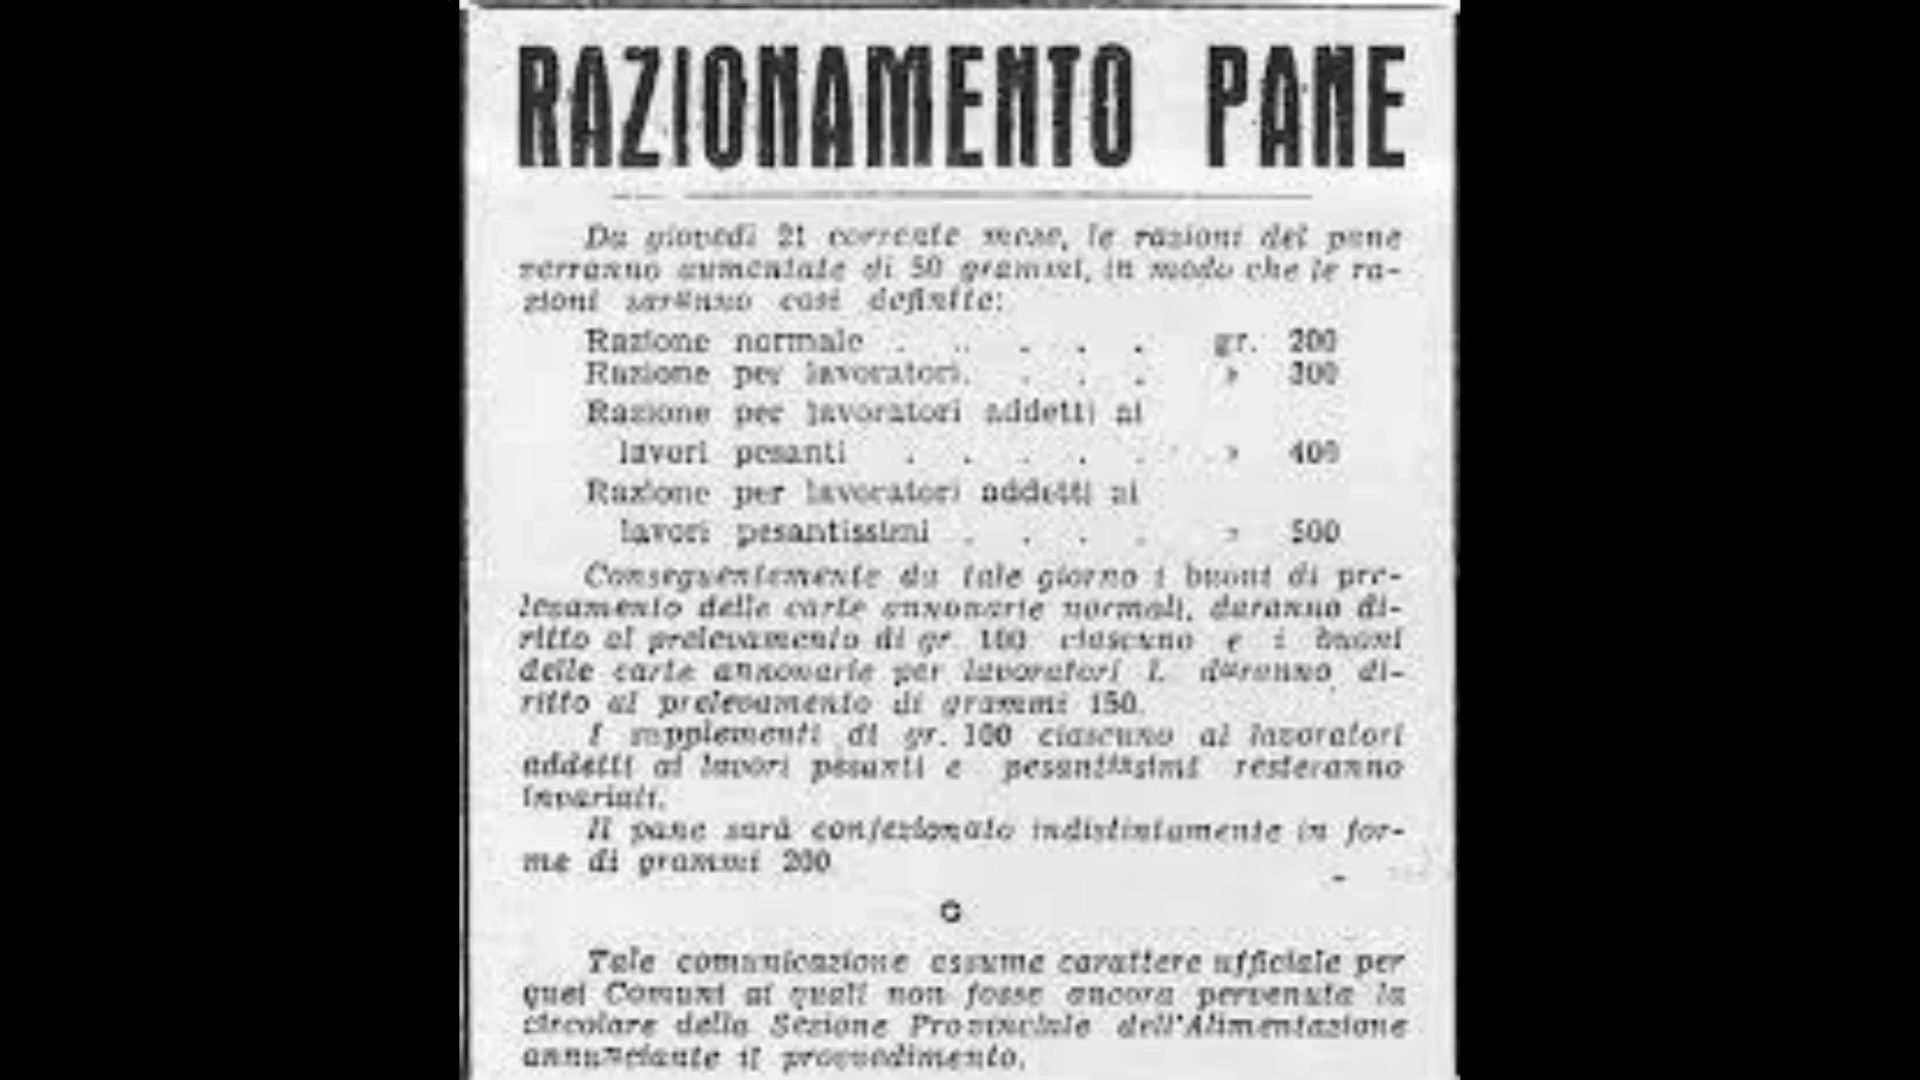 RAZIONAMENTO PANE
Da giovedì 21 corrente mese, le razioni del pane
verranno aumentate di 50 grammi, in modo che le ra-
zioni saranno così definite:
Razione normale . . . . . gr. 200
Razione per lavoratori. . . . » 300
Razione per lavoratori addetti ai
lavori pesanti . . . . . » 400
Razione per lavoratori addetti ai
lavori pesantissimi . . . . » 500
Conseguentemente da tale giorno i buoni di pre-
levamento delle carte annonarie normali, daranno di-
ritto al prelevamento di gr. 100 ciascuno e i buoni
delle carte annonarie per lavoratori L. daranno di-
ritto al prelevamento di grammi 150.
I supplementi di gr. 100 ciascuno ai lavoratori
addetti ai lavori pesanti e pesantissimi resteranno
invariati.
Il pane sarà confezionato indistintamente in for-
me di grammi 200
Tale comunicazione assume carattere ufficiale per
quei Comuni ai quali non fosse ancora pervenuta la
circolare della Sezione Provinciale dell'Alimentazione
annunciante il provvedimento.